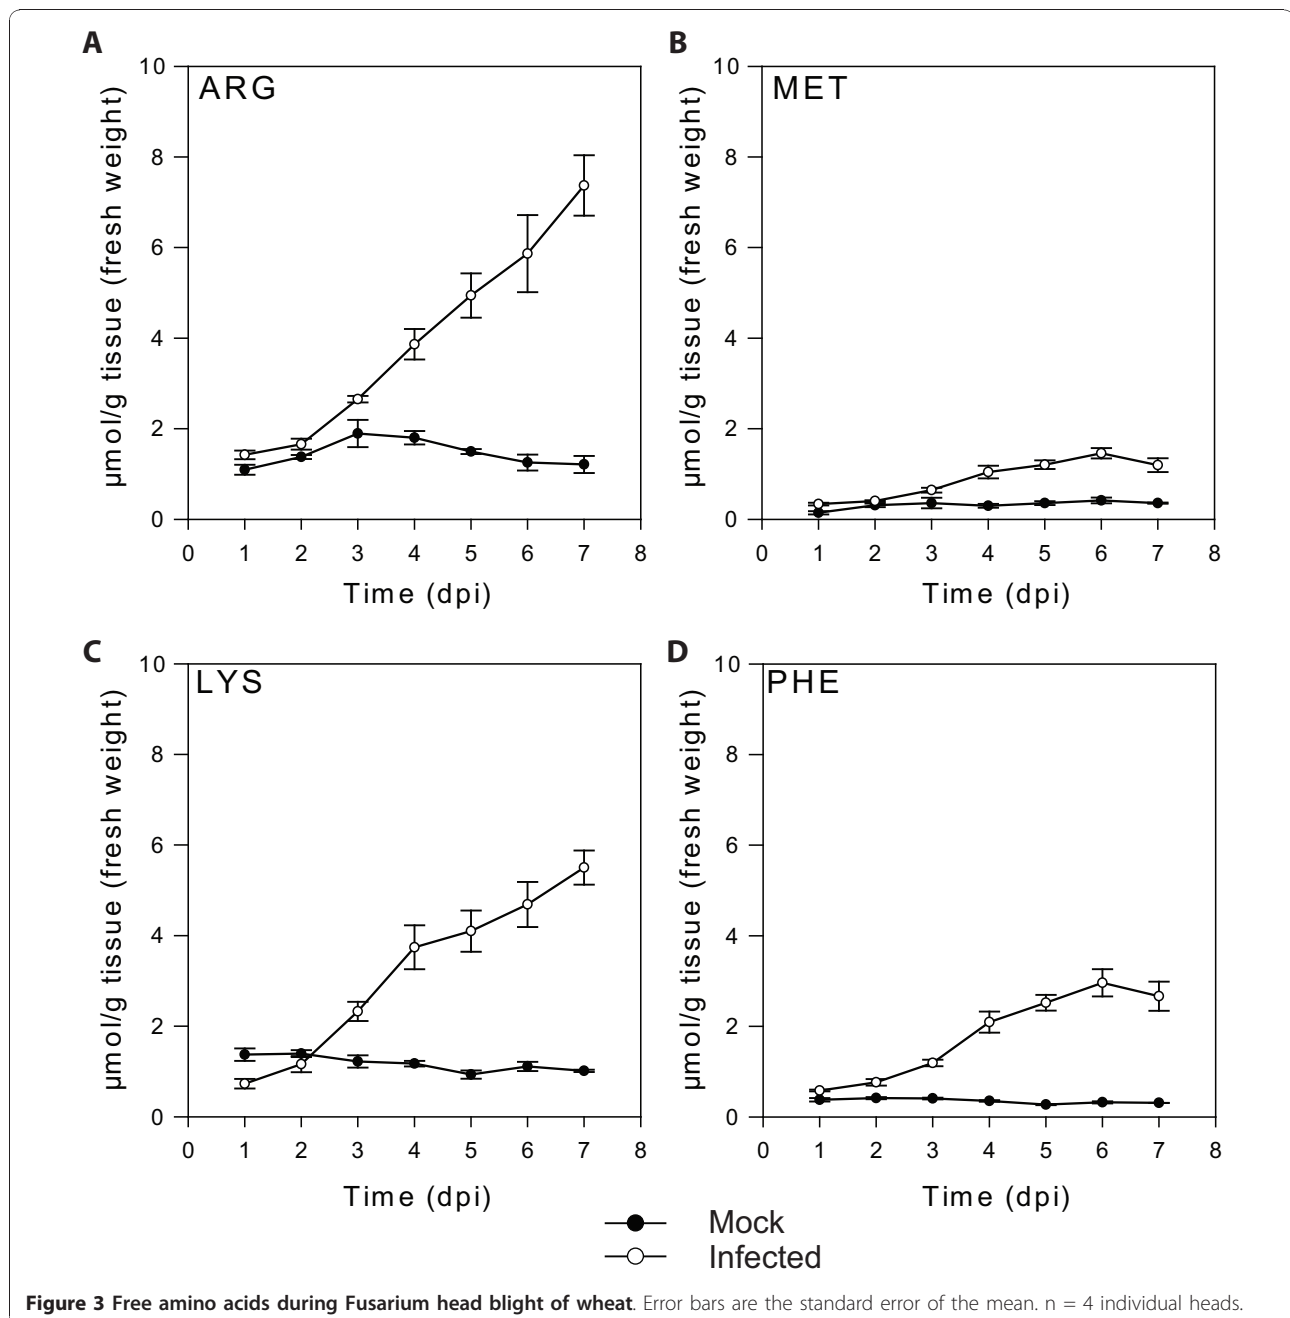 A
ARG
10
8
6
4
2
0
µmol/g tissue (fresh weight)
0 1 2 3 4 5 6 7 8
Time (dpi)
B
MET
10
8
6
4
2
0
µmol/g tissue (fresh weight)
0 1 2 3 4 5 6 7 8
Time (dpi)
C
LYS
10
8
6
4
2
0
µmol/g tissue (fresh weight)
0 1 2 3 4 5 6 7 8
Time (dpi)
D
PHE
10
8
6
4
2
0
µmol/g tissue (fresh weight)
0 1 2 3 4 5 6 7 8
Time (dpi)
Mock
Infected
Figure 3 Free amino acids during Fusarium head blight of wheat. Error bars are the standard error of the mean. n = 4 individual heads.